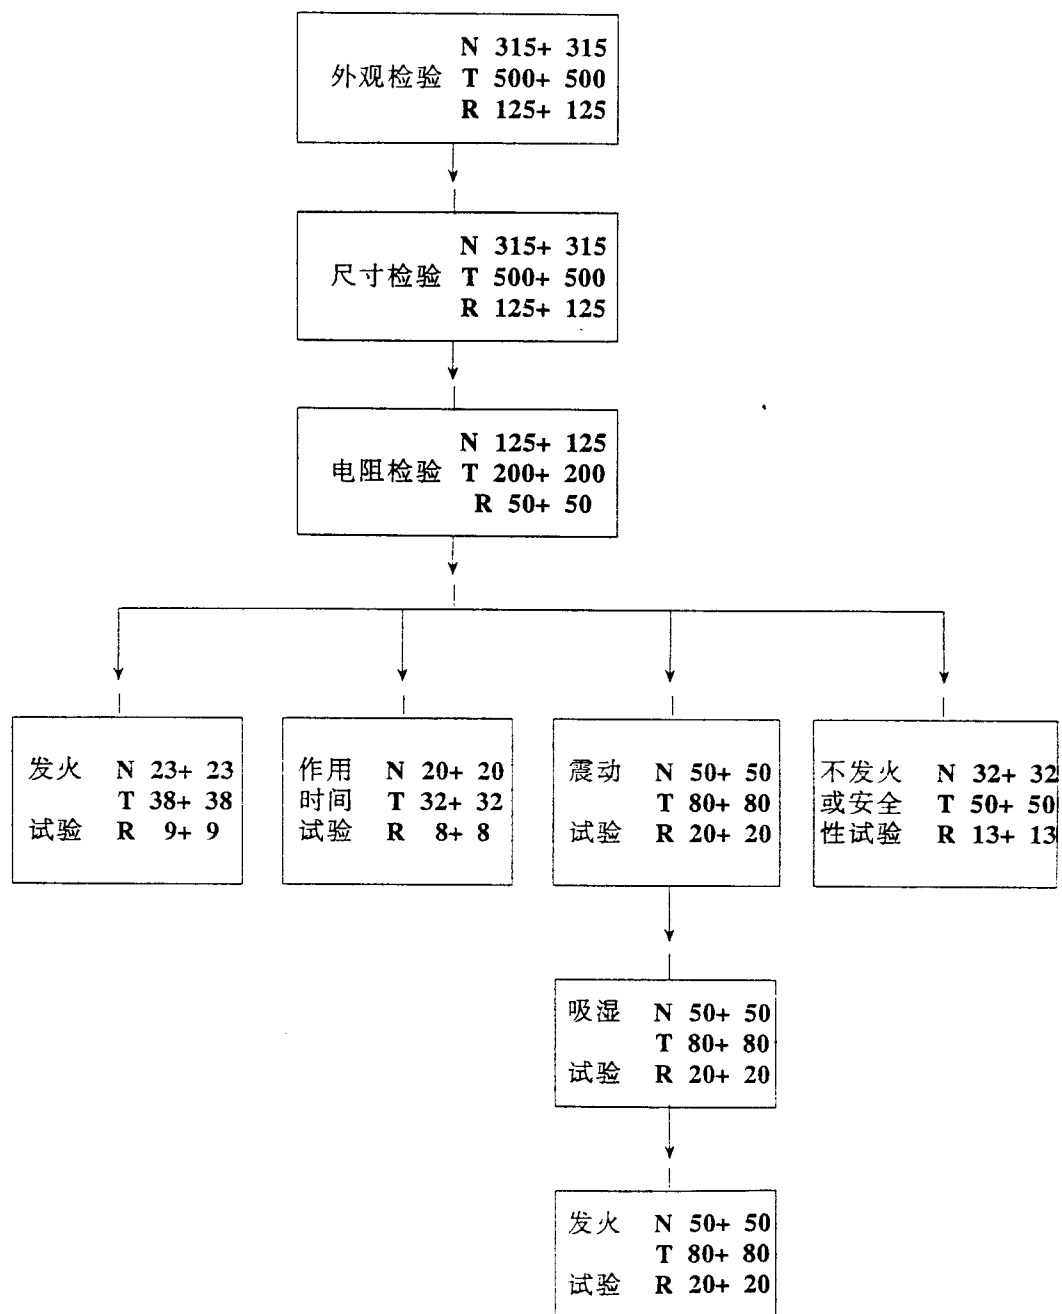 N 315+ 315
外观检验 T 500+ 500
R 125+ 125
N 315+ 315
尺寸检验 T 500+ 500
R 125+ 125
N 125+ 125
电阻检验 T 200+ 200
R 50+ 50
发火 N 23+ 23
T 38+ 38
试验 R 9+ 9
作用 N 20+ 20
时间 T 32+ 32
试验 R 8+ 8
震动 N 50+ 50
T 80+ 80
试验 R 20+ 20
不发火 N 32+ 32
或安全 T 50+ 50
性试验 R 13+ 13
吸湿 N 50+ 50
T 80+ 80
试验 R 20+ 20
发火 N 50+ 50
T 80+ 80
试验 R 20+ 20